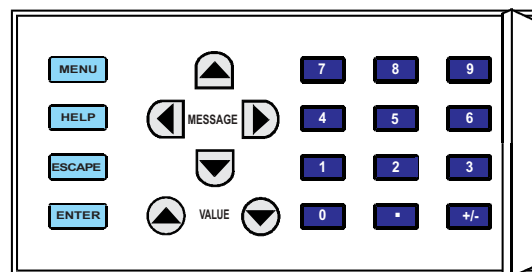 MENU 7 8 9
HELP MESSAGE 4 5 6
ESCAPE 1 2 3
ENTER VALUE 0 . +/-